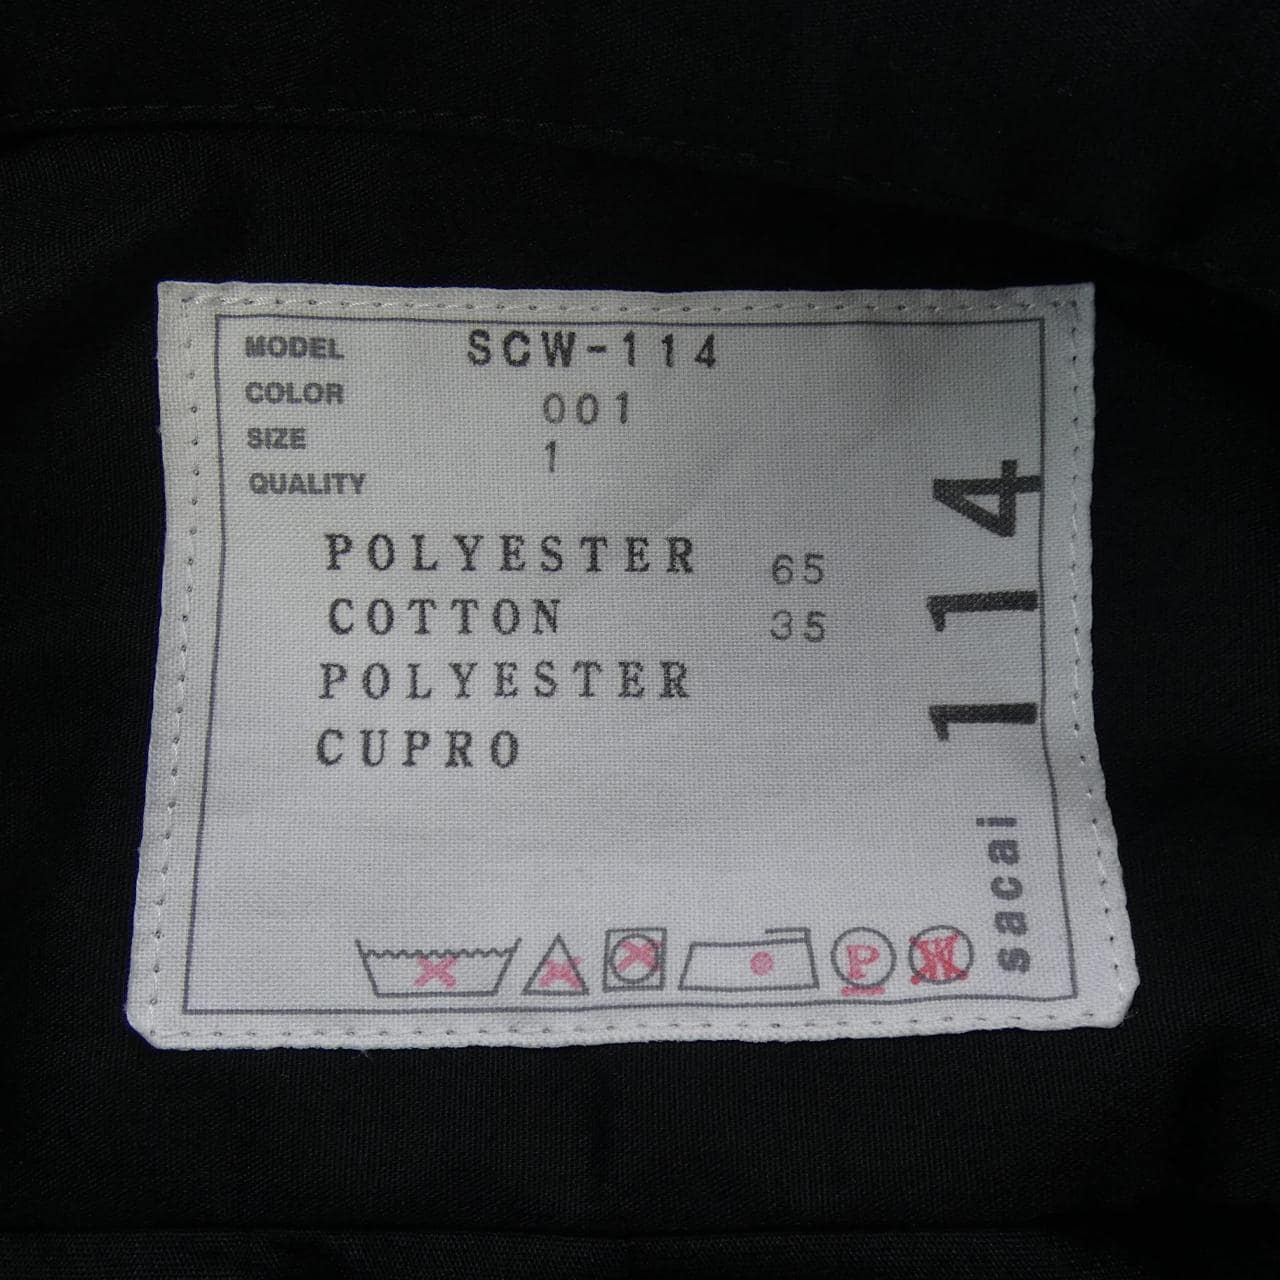 MODEL SCW-114
COLOR 001
SIZE 1
QUALITY
POLYESTER 65
COTTON 35
POLYESTER
CUPRO
114
sacai
P
W